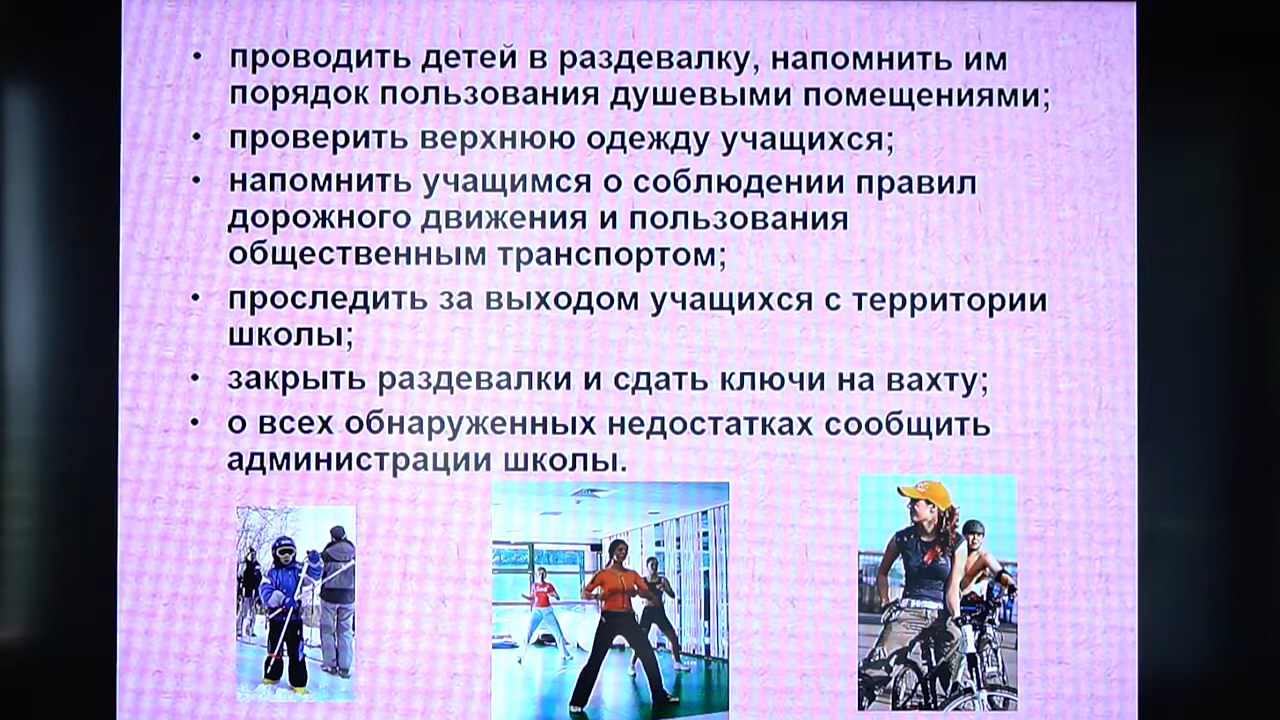 • проводить детей в раздевалку, напомнить им
порядок пользования душевыми помещениями;
• проверить верхнюю одежду учащихся;
• напомнить учащимся о соблюдении правил
дорожного движения и пользования
общественным транспортом;
• проследить за выходом учащихся с территории
школы;
• закрыть раздевалки и сдать ключи на вахту;
• о всех обнаруженных недостатках сообщить
администрации школы.